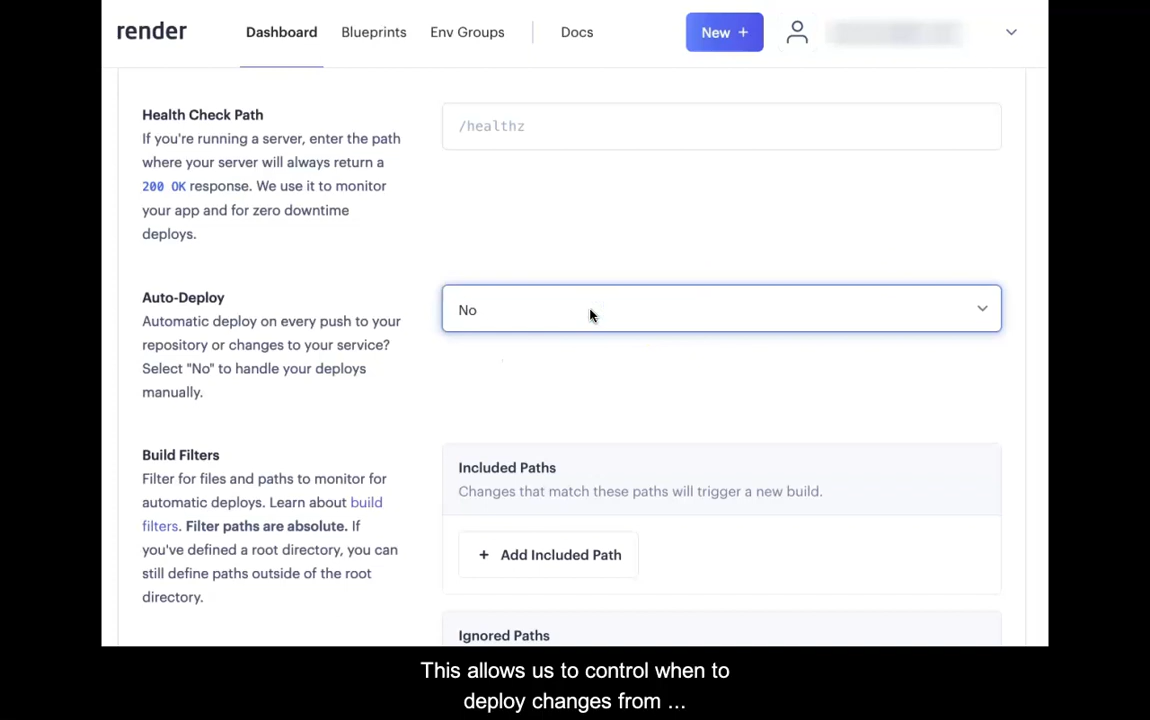 render
Dashboard
Blueprints
Env Groups
Docs
New +
Health Check Path
If you're running a server, enter the path
where your server will always return a
200 OK response. We use it to monitor
your app and for zero downtime
deploys.
/healthz
Auto-Deploy
Automatic deploy on every push to your
repository or changes to your service?
Select "No" to handle your deploys
manually.
No
Build Filters
Filter for files and paths to monitor for
automatic deploys. Learn about build
filters. Filter paths are absolute. If
you've defined a root directory, you can
still define paths outside of the root
directory.
Included Paths
Changes that match these paths will trigger a new build.
+ Add Included Path
Ignored Paths
This allows us to control when to
deploy changes from ...